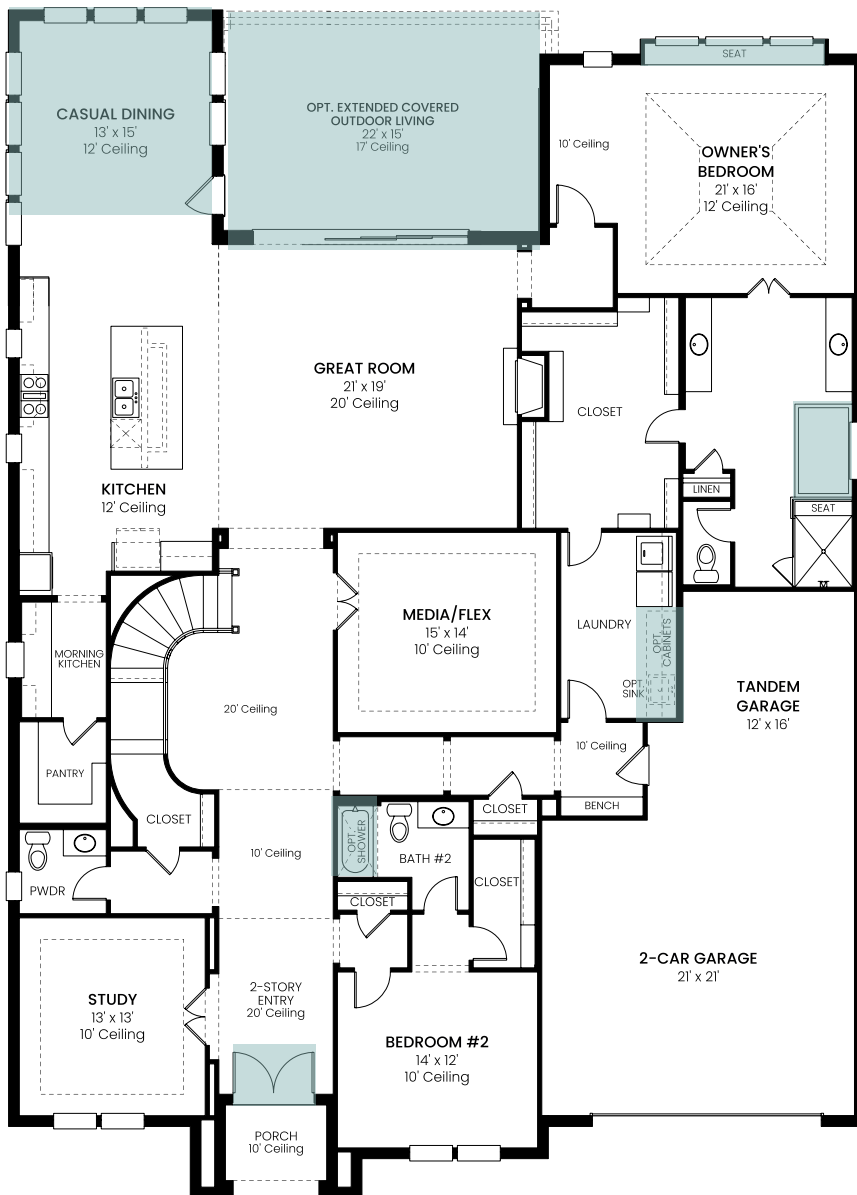 SEAT
CASUAL DINING
13' x 15'
12' Ceiling
OPT. EXTENDED COVERED
OUTDOOR LIVING
22' x 15'
17' Ceiling
10' Ceiling
OWNER'S
BEDROOM
21' x 16'
12' Ceiling
GREAT ROOM
21' x 19'
20' Ceiling
CLOSET
KITCHEN
12' Ceiling
LINEN
SEAT
MEDIA/FLEX
15' x 14'
10' Ceiling
LAUNDRY
OPT.
CABINETS
OPT.
SINK
MORNING
KITCHEN
TANDEM
GARAGE
12' x 16'
20' Ceiling
10' Ceiling
PANTRY
BENCH
CLOSET
CLOSET
OPT.
SHOWER
BATH #2
10' Ceiling
PWDR
CLOSET
CLOSET
2-CAR GARAGE
21' x 21'
STUDY
13' x 13'
10' Ceiling
2-STORY
ENTRY
20' Ceiling
BEDROOM #2
14' x 12'
10' Ceiling
PORCH
10' Ceiling